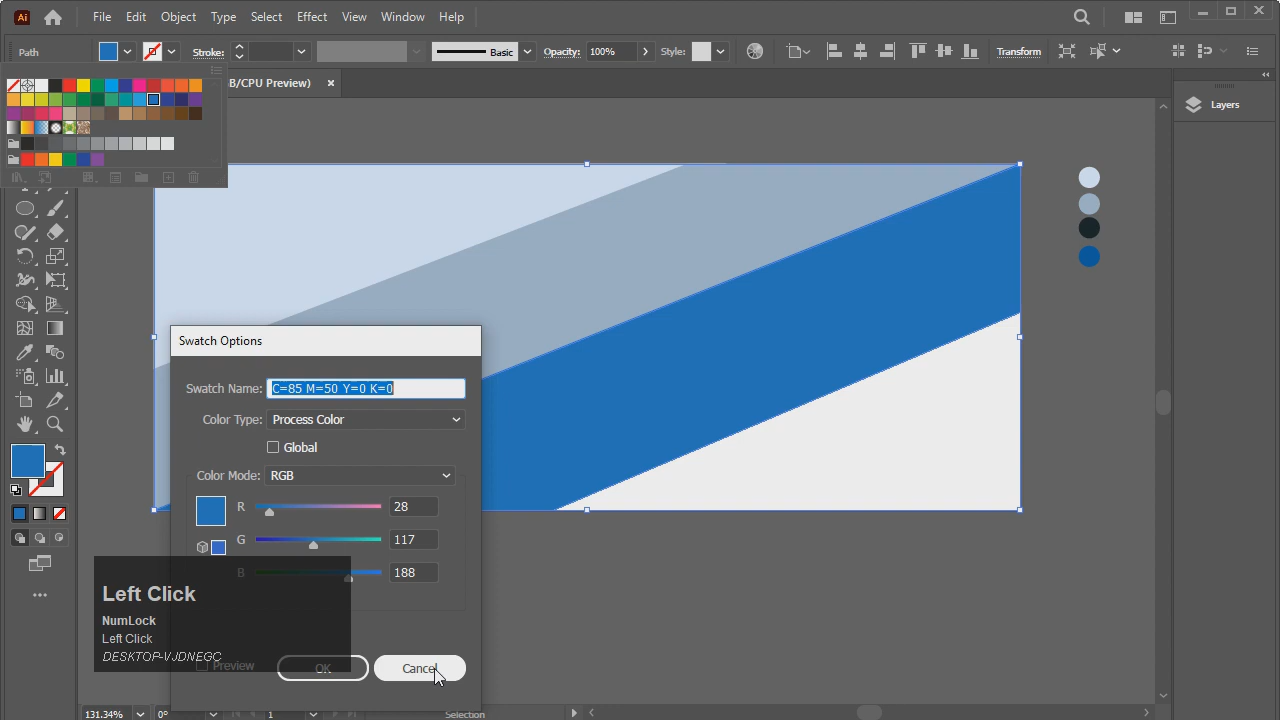 Ai File Edit Object Type Select Effect View Window Help
Path Stroke: Basic Opacity: 100% Style: Transform
B/CPU Preview) ×
Layers
Swatch Options
Swatch Name: C=85 M=50 Y=0 K=0
Color Type: Process Color
Global
Color Mode: RGB
R 28
G 117
B 188
Left Click
NumLock
Left Click
DESKTOP-VJDNEGC
Preview OK Cancel
131.34% 0° 1 Selection